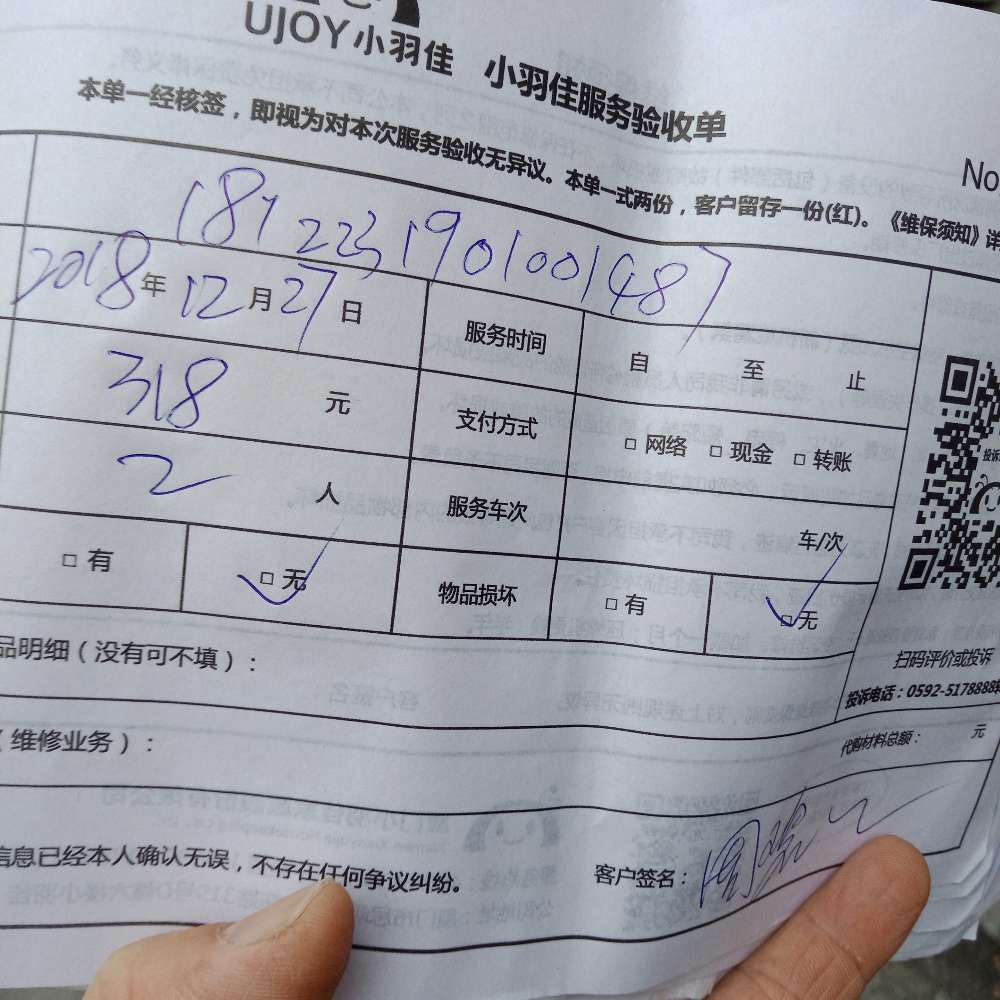 UJOY小羽佳 小羽佳服务验收单
本单一经核签，即视为对本次服务验收无异议。本单一式两份，客户留存一份(红)。《维保须知》详
No
1812231901001487
2018年12月27日 服务时间 自 至 止
318 元 支付方式 □ 网络 □ 现金 □ 转账
2 人 服务车次 车/次
□ 有 □ 无 物品损坏 □ 有 □ 无
扫码评价或投诉
投诉电话：0592-5178888
品明细（没有可不填）：
（维修业务）： 代购材料总额： 元
信息已经本人确认无误，不存在任何争议纠纷。 客户签名：